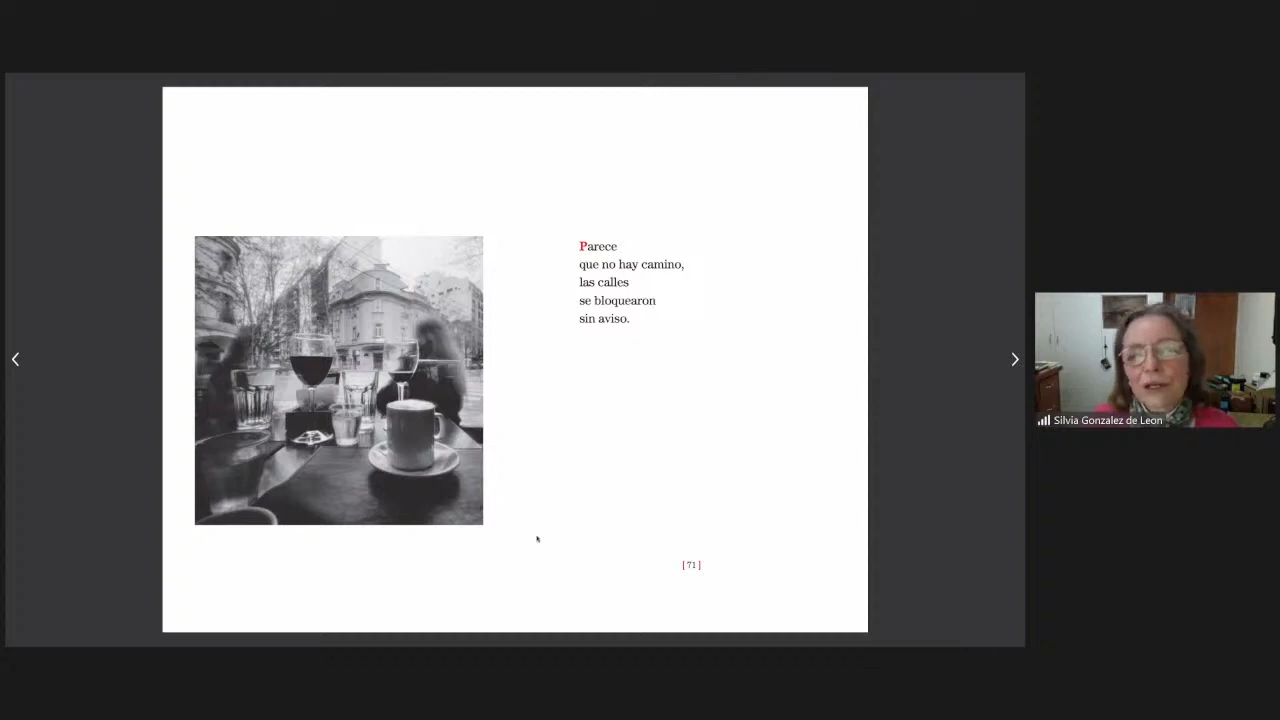 Parece
que no hay camino,
las calles
se bloquearon
sin aviso.
[71]
Silvia Gonzalez de Leon